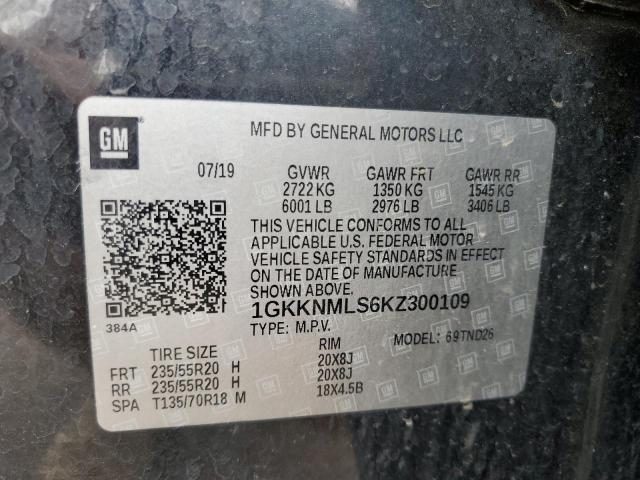 GM
MFD BY GENERAL MOTORS LLC
07/19 GVWR GAWR FRT GAWR RR
2722 KG 1350 KG 1545 KG
6001 LB 2976 LB 3406 LB
THIS VEHICLE CONFORMS TO ALL
APPLICABLE U.S. FEDERAL MOTOR
VEHICLE SAFETY STANDARDS IN EFFECT
ON THE DATE OF MANUFACTURE
SHOWN ABOVE.
384A
1GKKNMLS6KZ300109
TYPE: M.P.V. MODEL: 69TND26
TIRE SIZE RIM
FRT 235/55R20 H 20X8J
RR 235/55R20 H 20X8J
SPA T135/70R18 M 18X4.5B